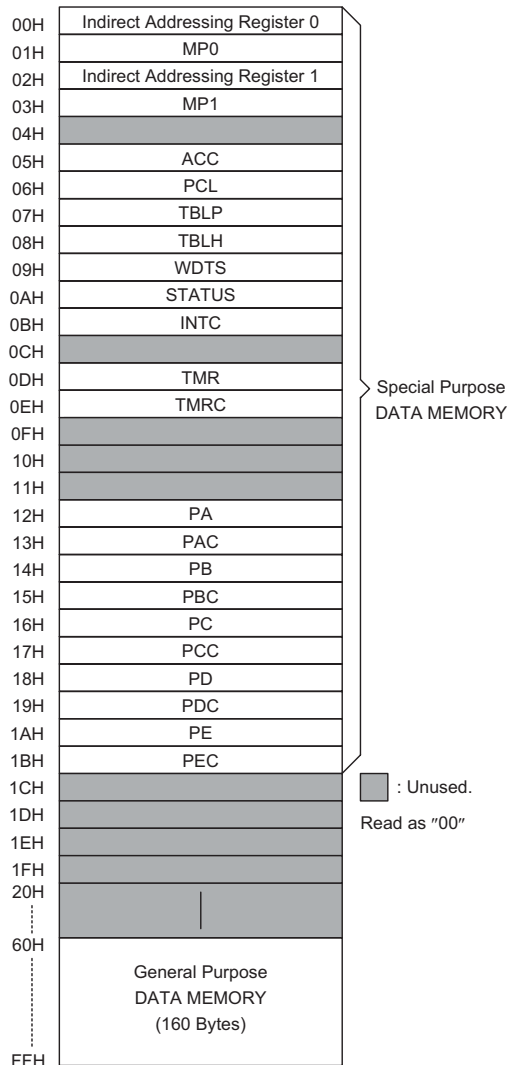 00H Indirect Addressing Register 0
01H MP0
02H Indirect Addressing Register 1
03H MP1
04H
05H ACC
06H PCL
07H TBLP
08H TBLH
09H WDTS
0AH STATUS
0BH INTC
0CH
0DH TMR
0EH TMRC
0FH
10H
11H
12H PA
13H PAC
14H PB
15H PBC
16H PC
17H PCC
18H PD
19H PDC
1AH PE
1BH PEC
1CH
1DH
1EH
1FH
20H
60H
General Purpose
DATA MEMORY
(160 Bytes)
FFH
Special Purpose
DATA MEMORY
: Unused.
Read as ″00″